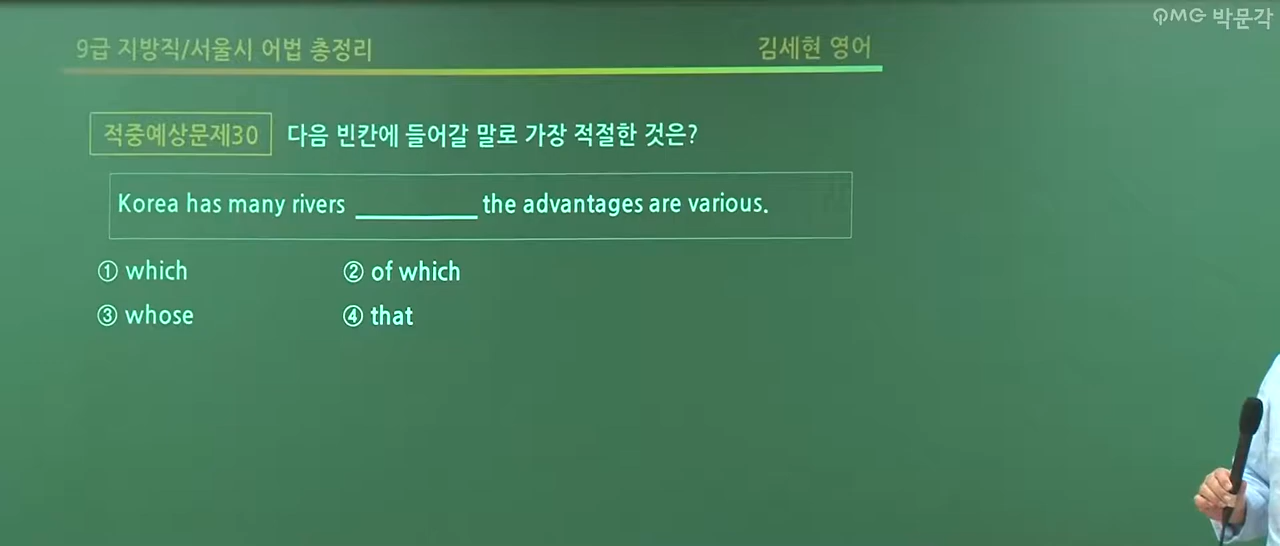 PMG 박문각
9급 지방직/서울시 어법 총정리
김세현 영어
적중예상문제30 다음 빈칸에 들어갈 말로 가장 적절한 것은?
Korea has many rivers __________ the advantages are various.
① which ② of which
③ whose ④ that